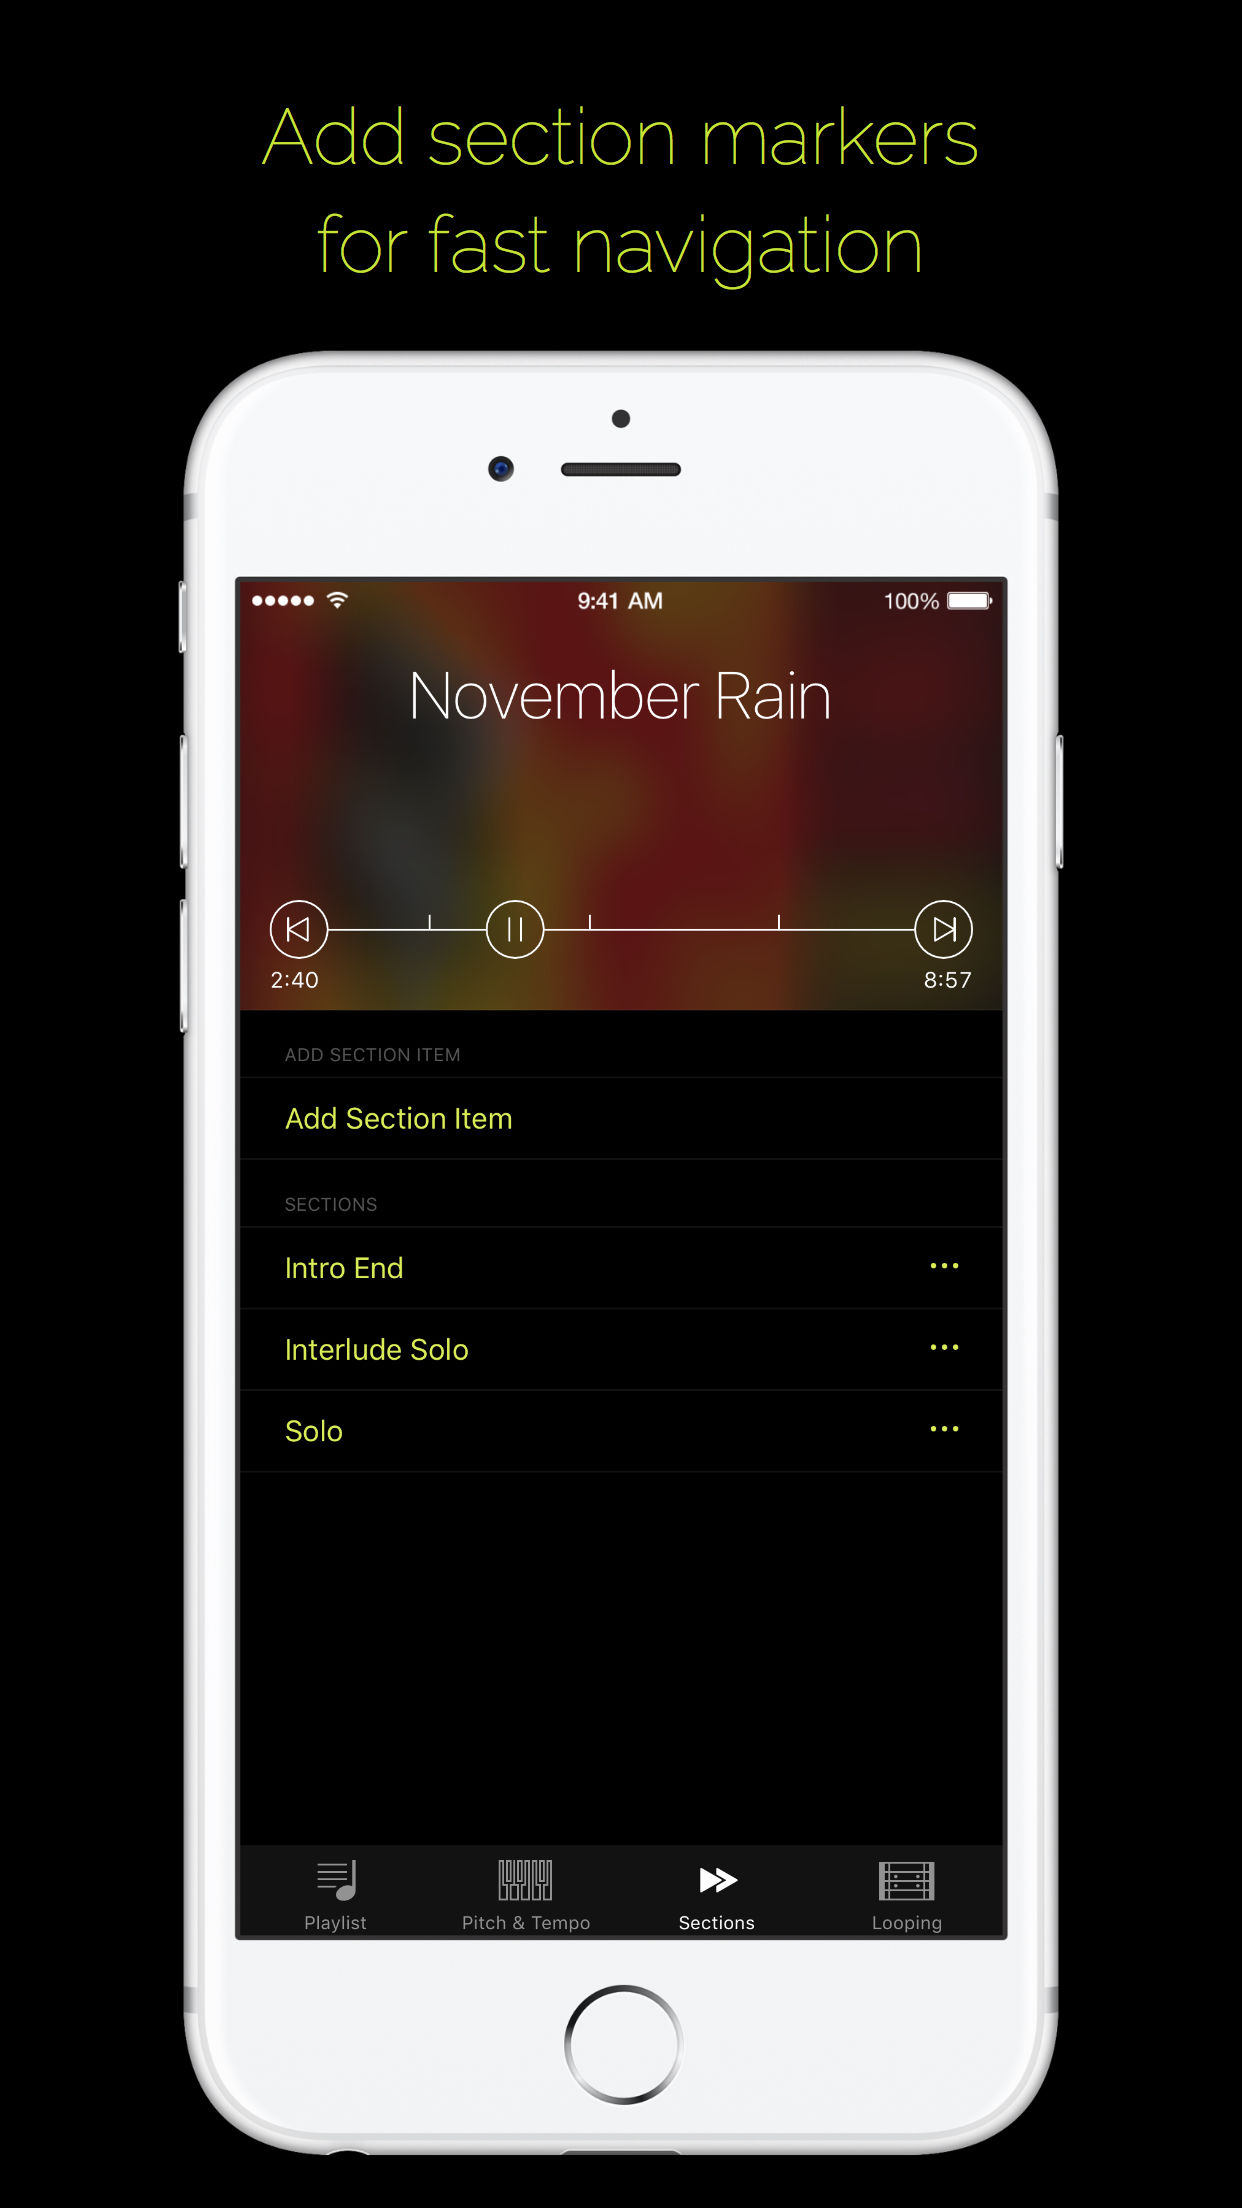 Add section markers
for fast navigation
9:41 AM
100%
November Rain
2:40
8:57
ADD SECTION ITEM
Add Section Item
SECTIONS
Intro End
Interlude Solo
Solo
Playlist
Pitch & Tempo
Sections
Looping